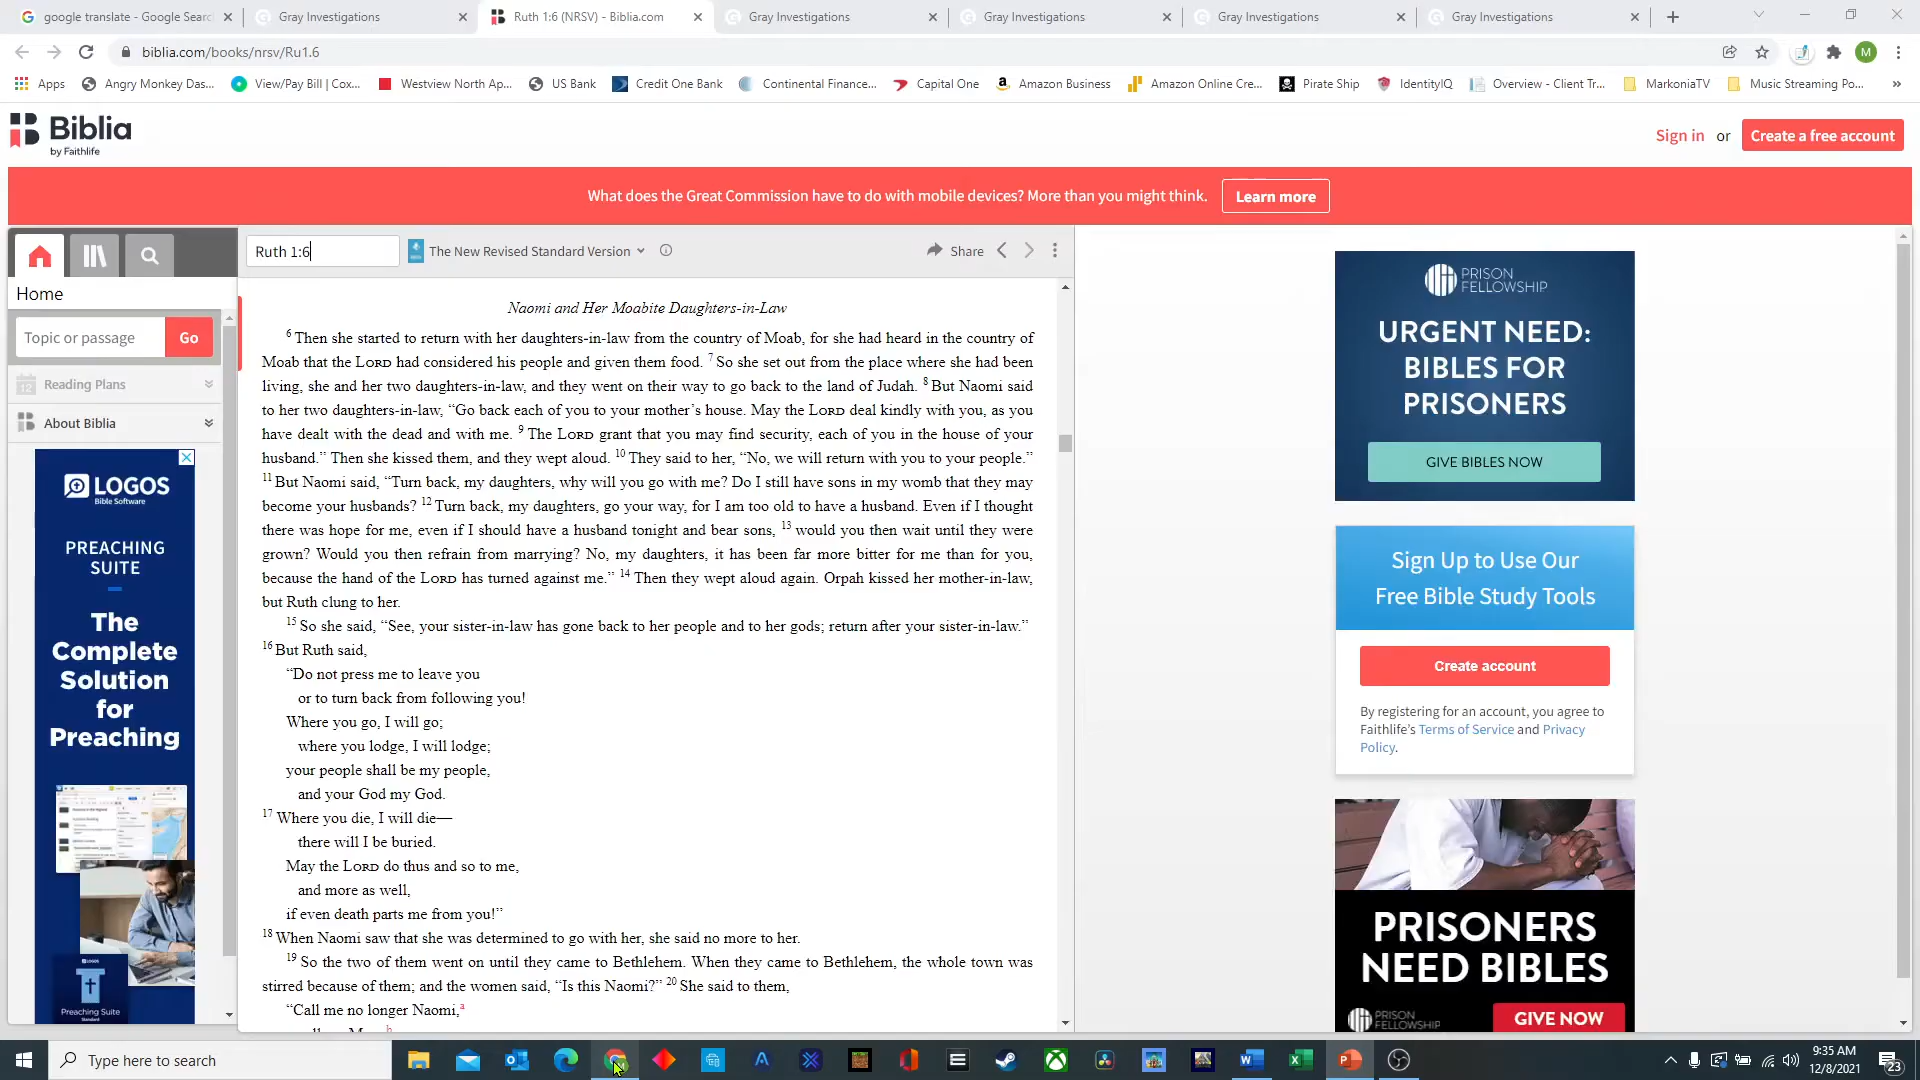 google translate - Google Searc
Gray Investigations
Ruth 1:6 (NRSV) - Biblia.com
Gray Investigations
Gray Investigations
Gray Investigations
Gray Investigations
biblia.com/books/nrsv/Ru1.6
M
Apps
Angry Monkey Das...
View/Pay Bill | Cox...
Westview North Ap...
US Bank
Credit One Bank
Continental Finance...
Capital One
Amazon Business
Amazon Online Cre...
Pirate Ship
IdentityIQ
Overview - Client Tr...
MarkoniaTV
Music Streaming Po...
»
Biblia
by Faithlife
Sign in or Create a free account
What does the Great Commission have to do with mobile devices? More than you might think. Learn more
Ruth 1:6
The New Revised Standard Version
Share
Home
Topic or passage
Go
Reading Plans
About Biblia
LOGOS
Bible Software
PREACHING
SUITE
The
Complete
Solution
for
Preaching
LOGOS
Preaching Suite
Standard
Naomi and Her Moabite Daughters-in-Law
6 Then she started to return with her daughters-in-law from the country of Moab, for she had heard in the country of
Moab that the LORD had considered his people and given them food. 7 So she set out from the place where she had been
living, she and her two daughters-in-law, and they went on their way to go back to the land of Judah. 8 But Naomi said
to her two daughters-in-law, “Go back each of you to your mother’s house. May the LORD deal kindly with you, as you
have dealt with the dead and with me. 9 The LORD grant that you may find security, each of you in the house of your
husband.” Then she kissed them, and they wept aloud. 10 They said to her, “No, we will return with you to your people.”
11 But Naomi said, “Turn back, my daughters, why will you go with me? Do I still have sons in my womb that they may
become your husbands? 12 Turn back, my daughters, go your way, for I am too old to have a husband. Even if I thought
there was hope for me, even if I should have a husband tonight and bear sons, 13 would you then wait until they were
grown? Would you then refrain from marrying? No, my daughters, it has been far more bitter for me than for you,
because the hand of the LORD has turned against me.” 14 Then they wept aloud again. Orpah kissed her mother-in-law,
but Ruth clung to her.
15 So she said, “See, your sister-in-law has gone back to her people and to her gods; return after your sister-in-law.”
16 But Ruth said,
“Do not press me to leave you
or to turn back from following you!
Where you go, I will go;
where you lodge, I will lodge;
your people shall be my people,
and your God my God.
17 Where you die, I will die—
there will I be buried.
May the LORD do thus and so to me,
and more as well,
if even death parts me from you!”
18 When Naomi saw that she was determined to go with her, she said no more to her.
19 So the two of them went on until they came to Bethlehem. When they came to Bethlehem, the whole town was
stirred because of them; and the women said, “Is this Naomi?” 20 She said to them,
“Call me no longer Naomi,a
PRISON
FELLOWSHIP
URGENT NEED:
BIBLES FOR
PRISONERS
GIVE BIBLES NOW
Sign Up to Use Our
Free Bible Study Tools
Create account
By registering for an account, you agree to
Faithlife’s Terms of Service and Privacy
Policy.
PRISONERS
NEED BIBLES
PRISON
FELLOWSHIP
GIVE NOW
Type here to search
9:35 AM
12/8/2021
23